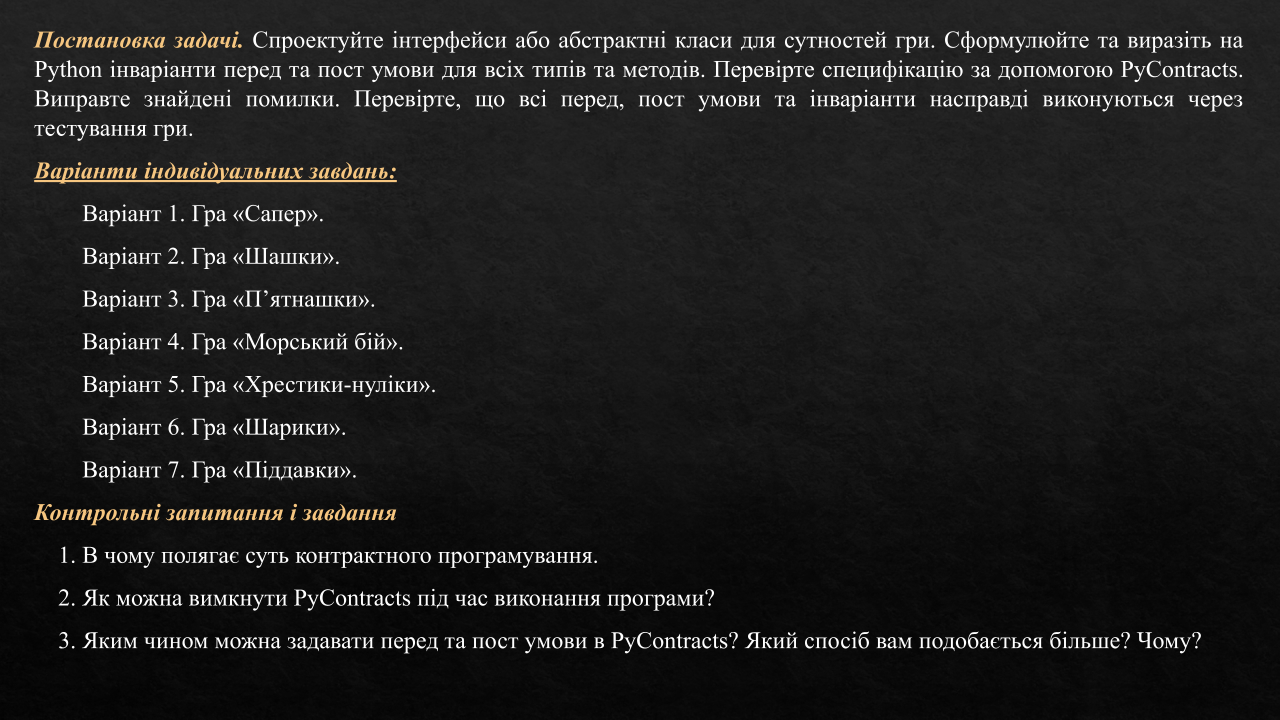 Постановка задачі. Спроектуйте інтерфейси або абстрактні класи для сутностей гри. Сформулюйте та виразіть на
Python інваріанти перед та пост умови для всіх типів та методів. Перевірте специфікацію за допомогою PyContracts.
Виправте знайдені помилки. Перевірте, що всі перед, пост умови та інваріанти насправді виконуються через
тестування гри.
Варіанти індивідуальних завдань:
Варіант 1. Гра «Сапер».
Варіант 2. Гра «Шашки».
Варіант 3. Гра «П’ятнашки».
Варіант 4. Гра «Морський бій».
Варіант 5. Гра «Хрестики-нуліки».
Варіант 6. Гра «Шарики».
Варіант 7. Гра «Піддавки».
Контрольні запитання і завдання
1. В чому полягає суть контрактного програмування.
2. Як можна вимкнути PyContracts під час виконання програми?
3. Яким чином можна задавати перед та пост умови в PyContracts? Який спосіб вам подобається більше? Чому?